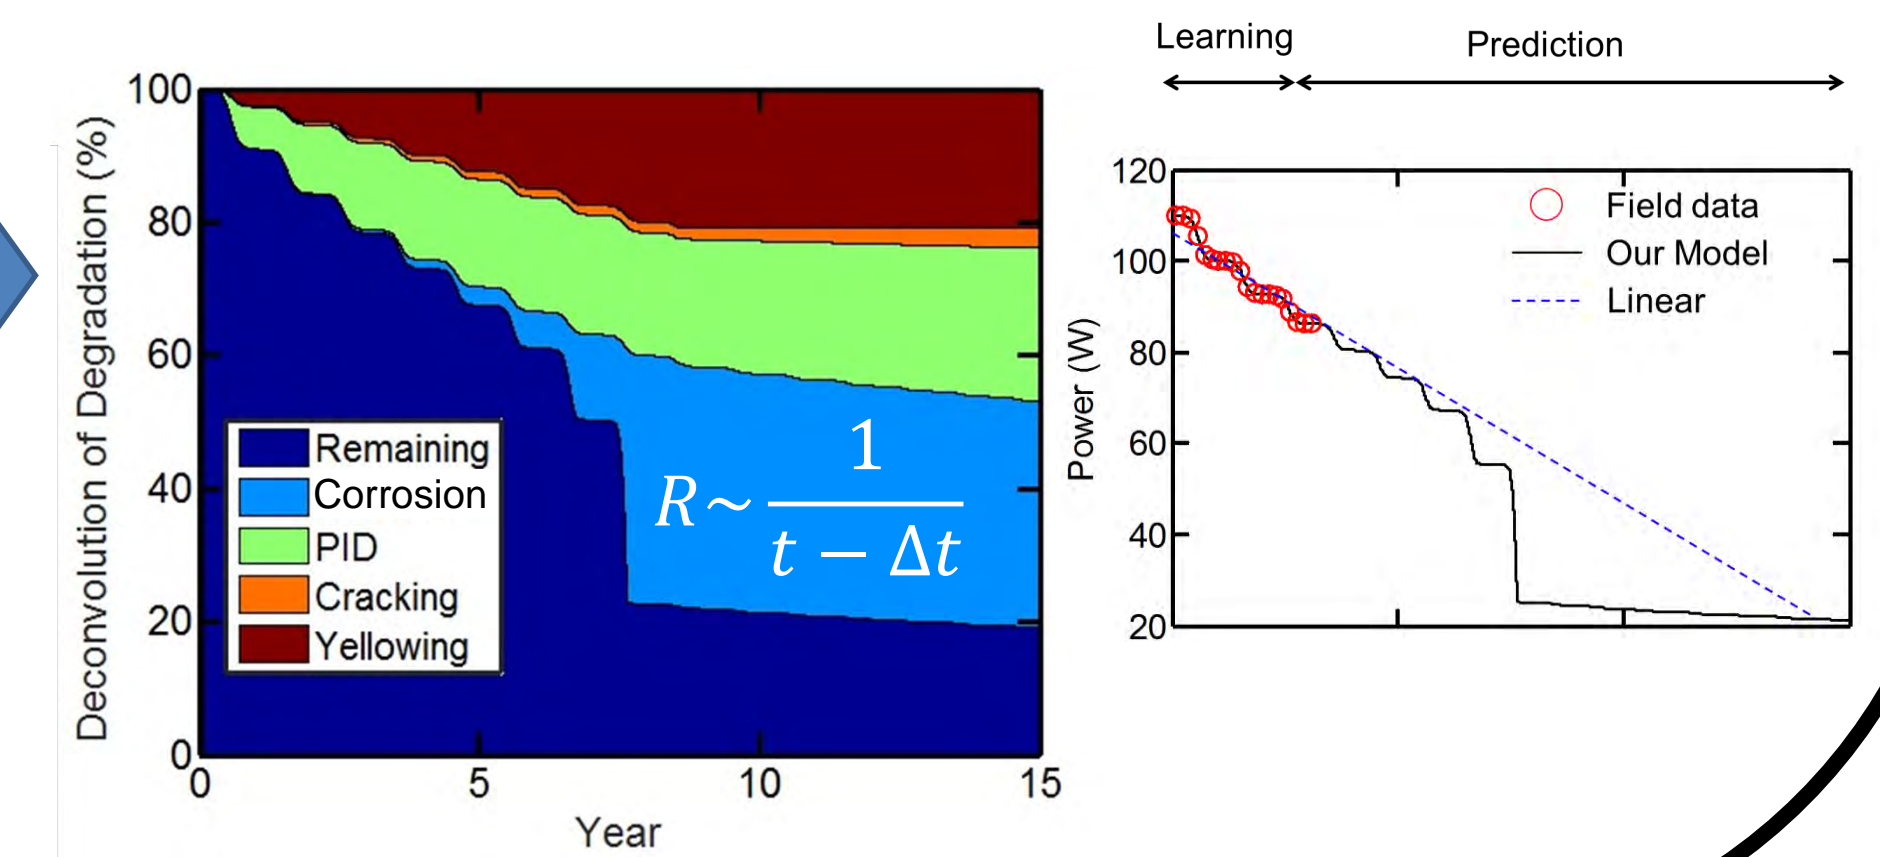 Learning
Prediction
Deconvolution of Degradation (%)
100
80
60
40
20
0
0
5
10
15
Year
Remaining
Corrosion
PID
Cracking
Yellowing
R~ 1
t − Δt
Power (W)
120
100
80
60
40
20
Field data
Our Model
Linear